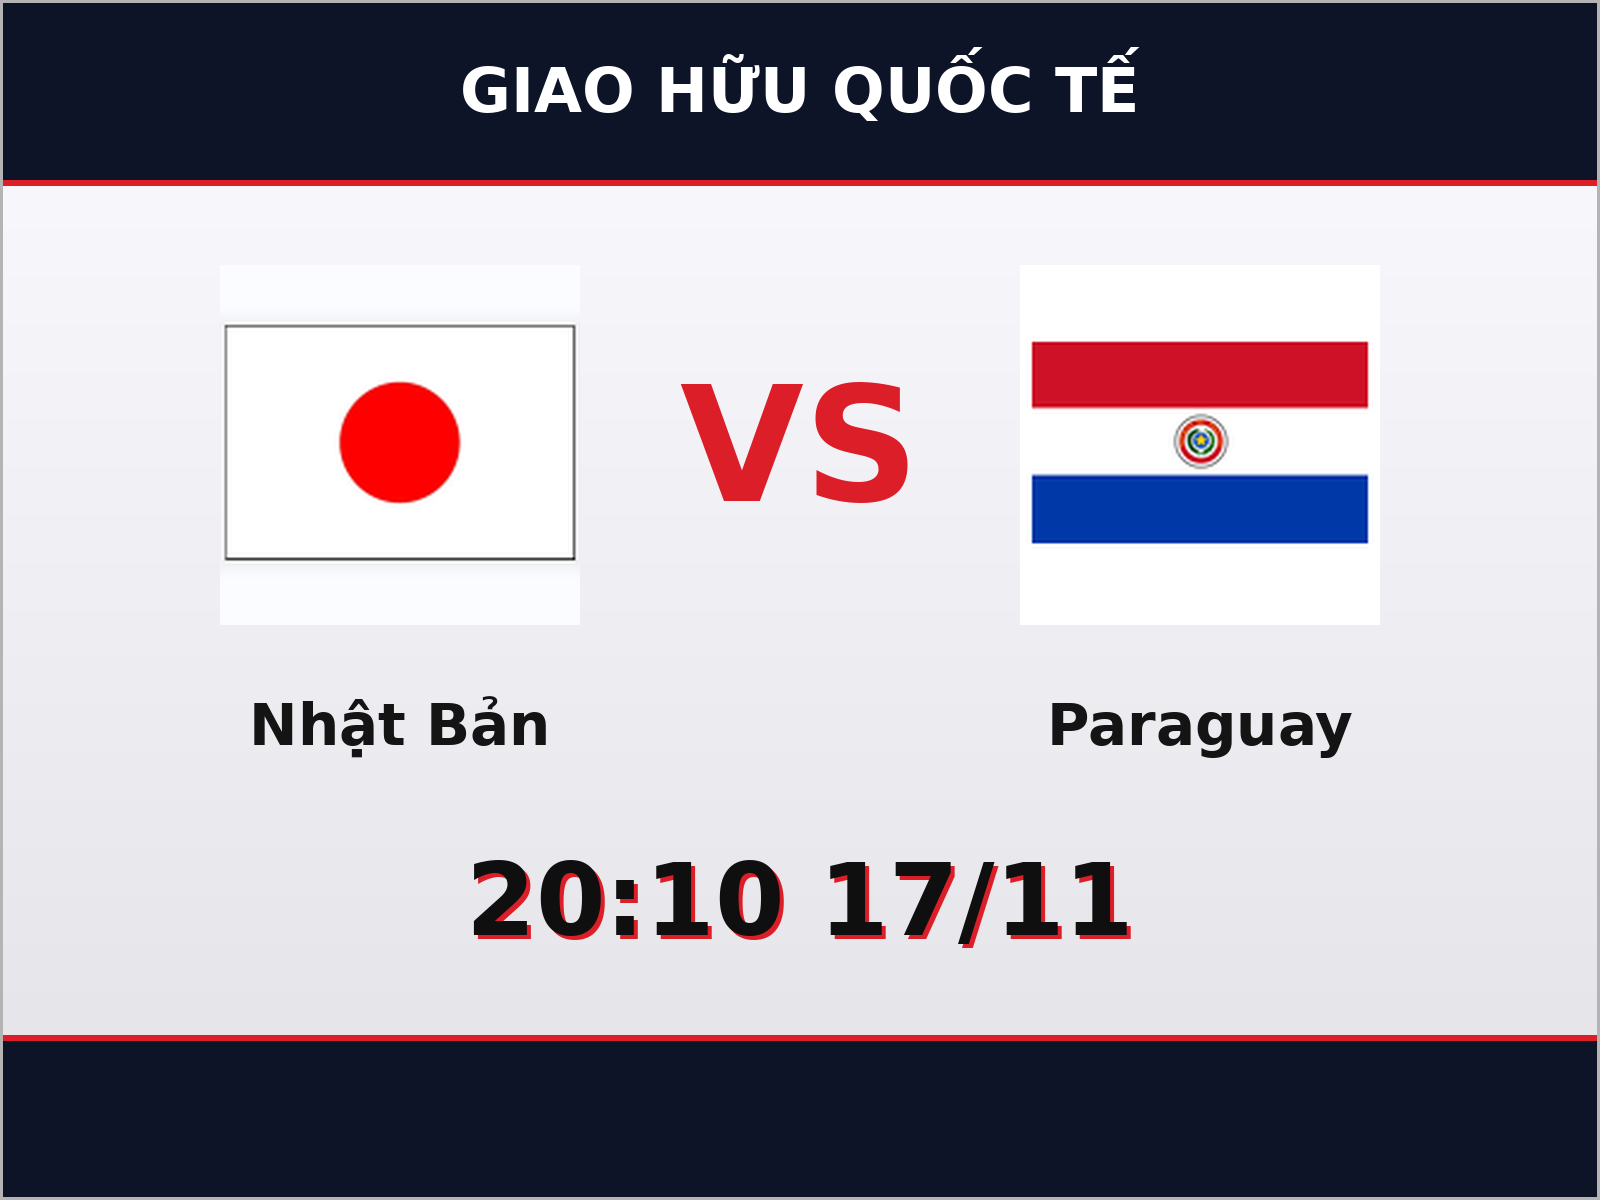 GIAO HỮU QUỐC TẾ
VS
Nhật Bản
Paraguay
20:10 17/11